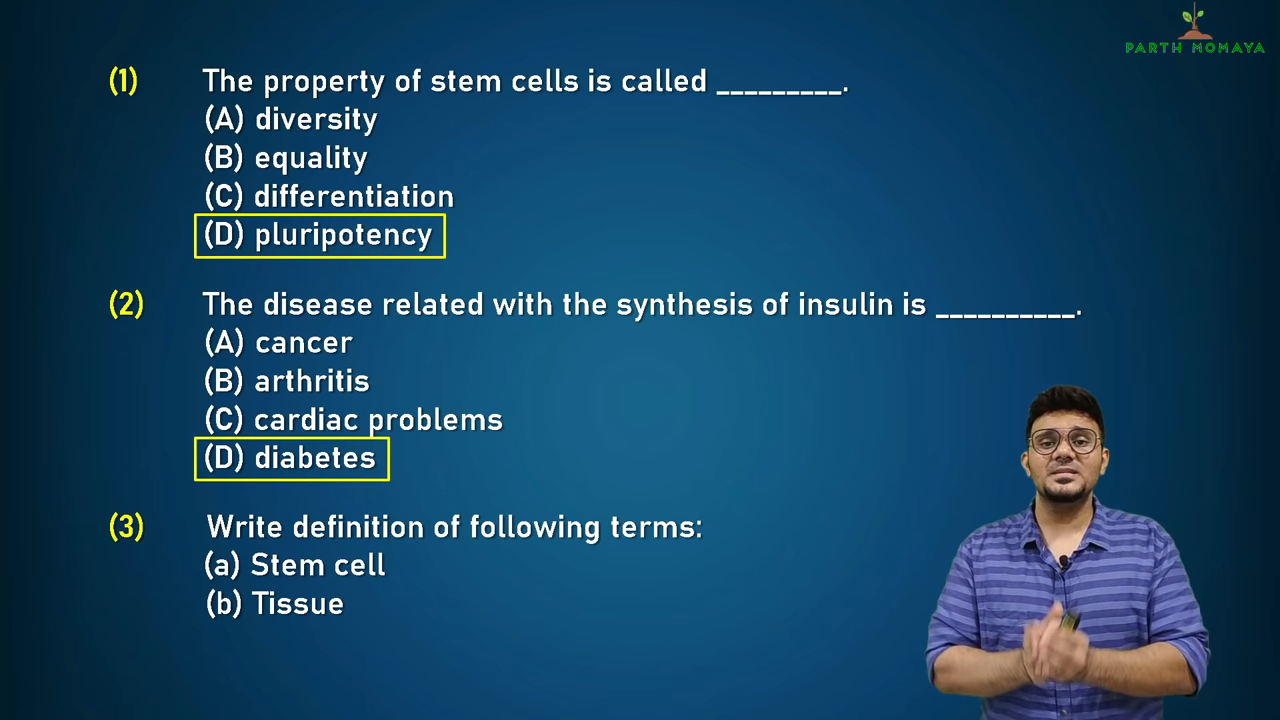 PARTH MOMAYA
(1) The property of stem cells is called _________.
(A) diversity
(B) equality
(C) differentiation
(D) pluripotency
(2) The disease related with the synthesis of insulin is __________.
(A) cancer
(B) arthritis
(C) cardiac problems
(D) diabetes
(3) Write definition of following terms:
(a) Stem cell
(b) Tissue